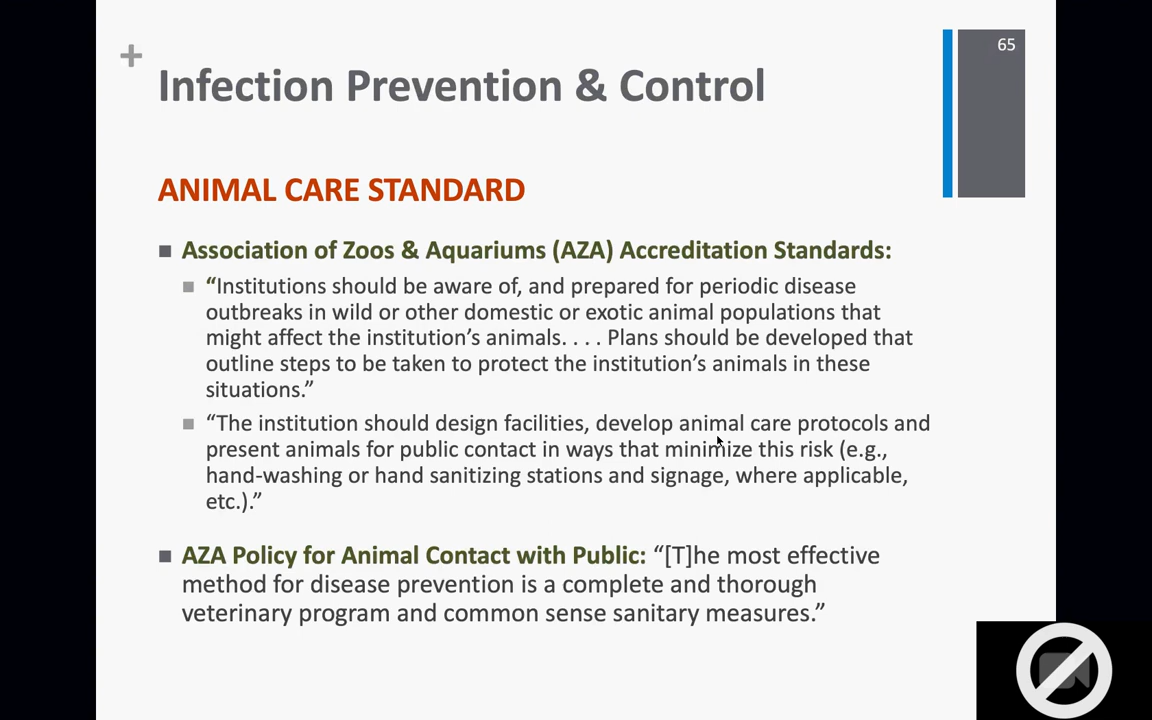 65
+
Infection Prevention & Control
ANIMAL CARE STANDARD
■ Association of Zoos & Aquariums (AZA) Accreditation Standards:
■ “Institutions should be aware of, and prepared for periodic disease
outbreaks in wild or other domestic or exotic animal populations that
might affect the institution’s animals. . . . Plans should be developed that
outline steps to be taken to protect the institution’s animals in these
situations.”
■ “The institution should design facilities, develop animal care protocols and
present animals for public contact in ways that minimize this risk (e.g.,
hand-washing or hand sanitizing stations and signage, where applicable,
etc.).”
■ AZA Policy for Animal Contact with Public: “[T]he most effective
method for disease prevention is a complete and thorough
veterinary program and common sense sanitary measures.”